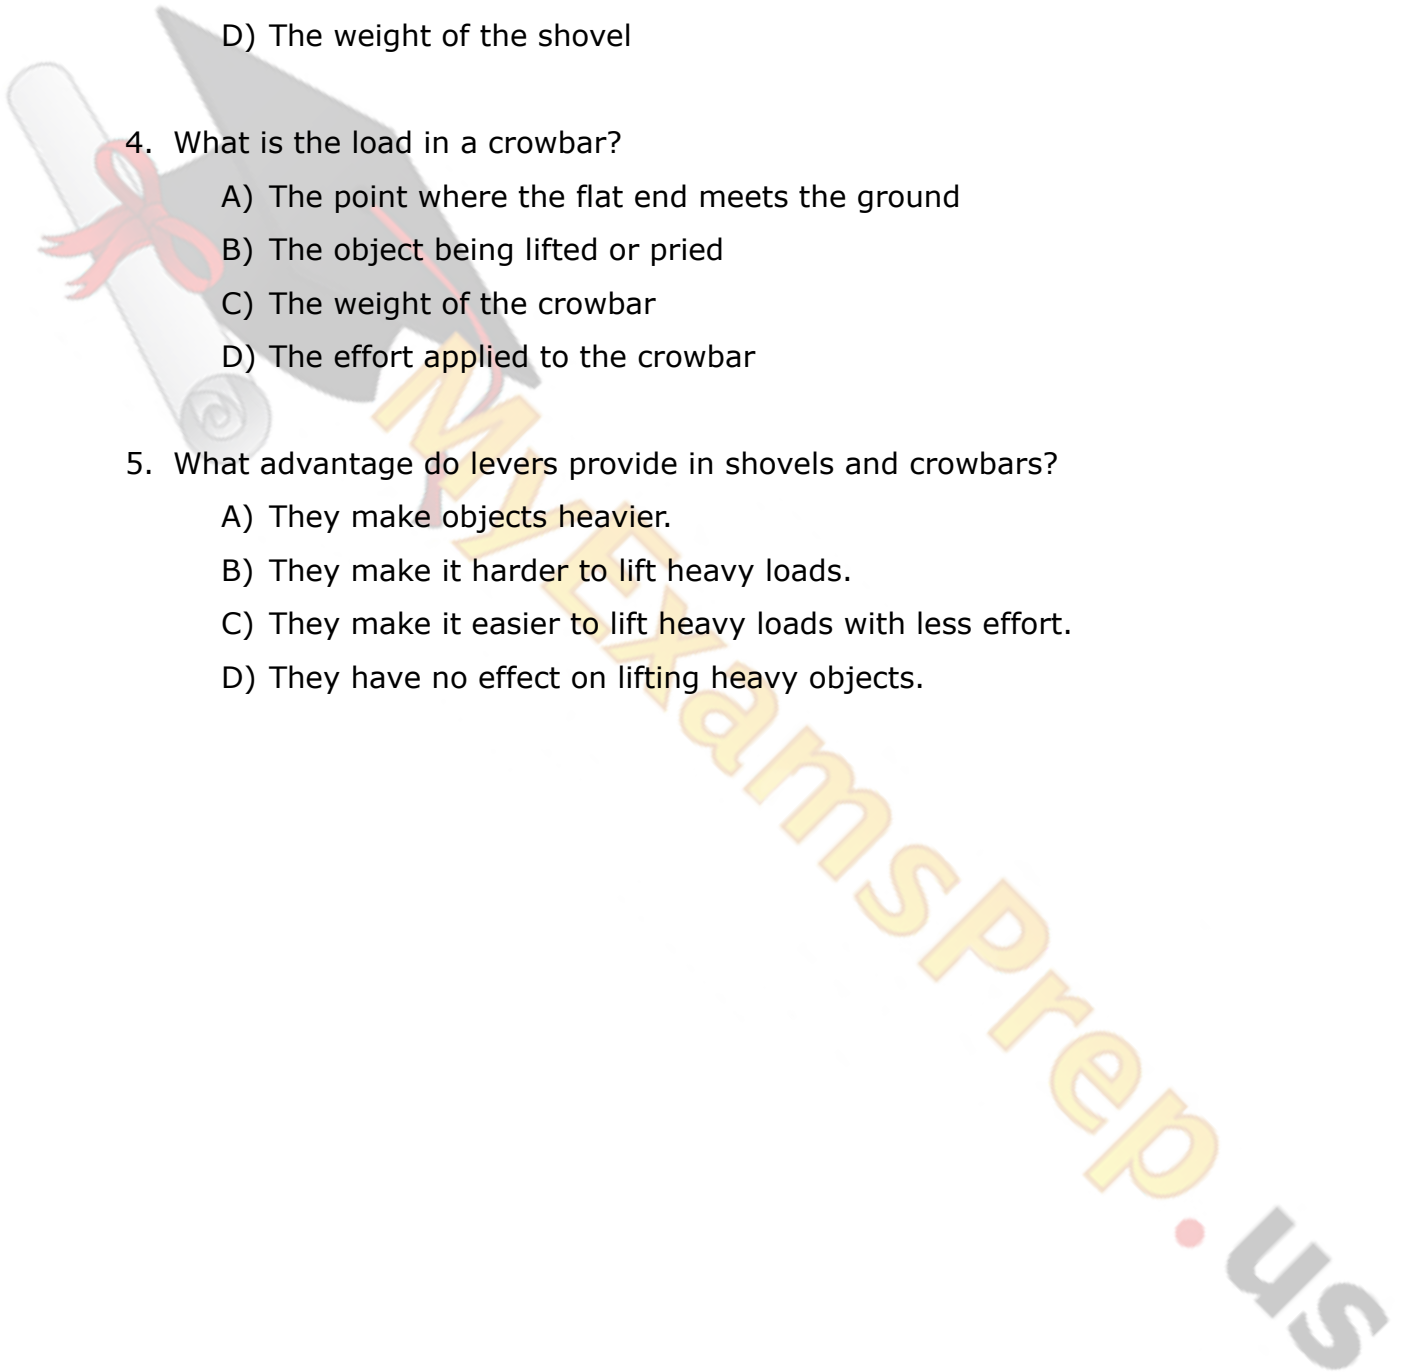 D) The weight of the shovel
4. What is the load in a crowbar?
A) The point where the flat end meets the ground
B) The object being lifted or pried
C) The weight of the crowbar
D) The effort applied to the crowbar
5. What advantage do levers provide in shovels and crowbars?
A) They make objects heavier.
B) They make it harder to lift heavy loads.
C) They make it easier to lift heavy loads with less effort.
D) They have no effect on lifting heavy objects.
MyExamsPrep.us